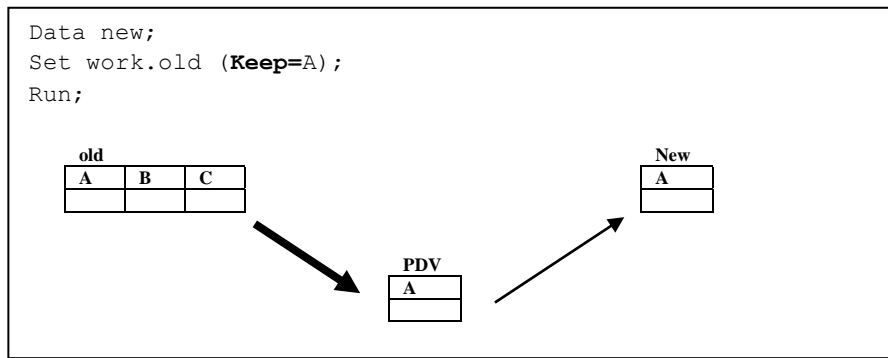 Data new;
Set work.old (Keep=A);
Run;
old
A B C
New
A
PDV
A